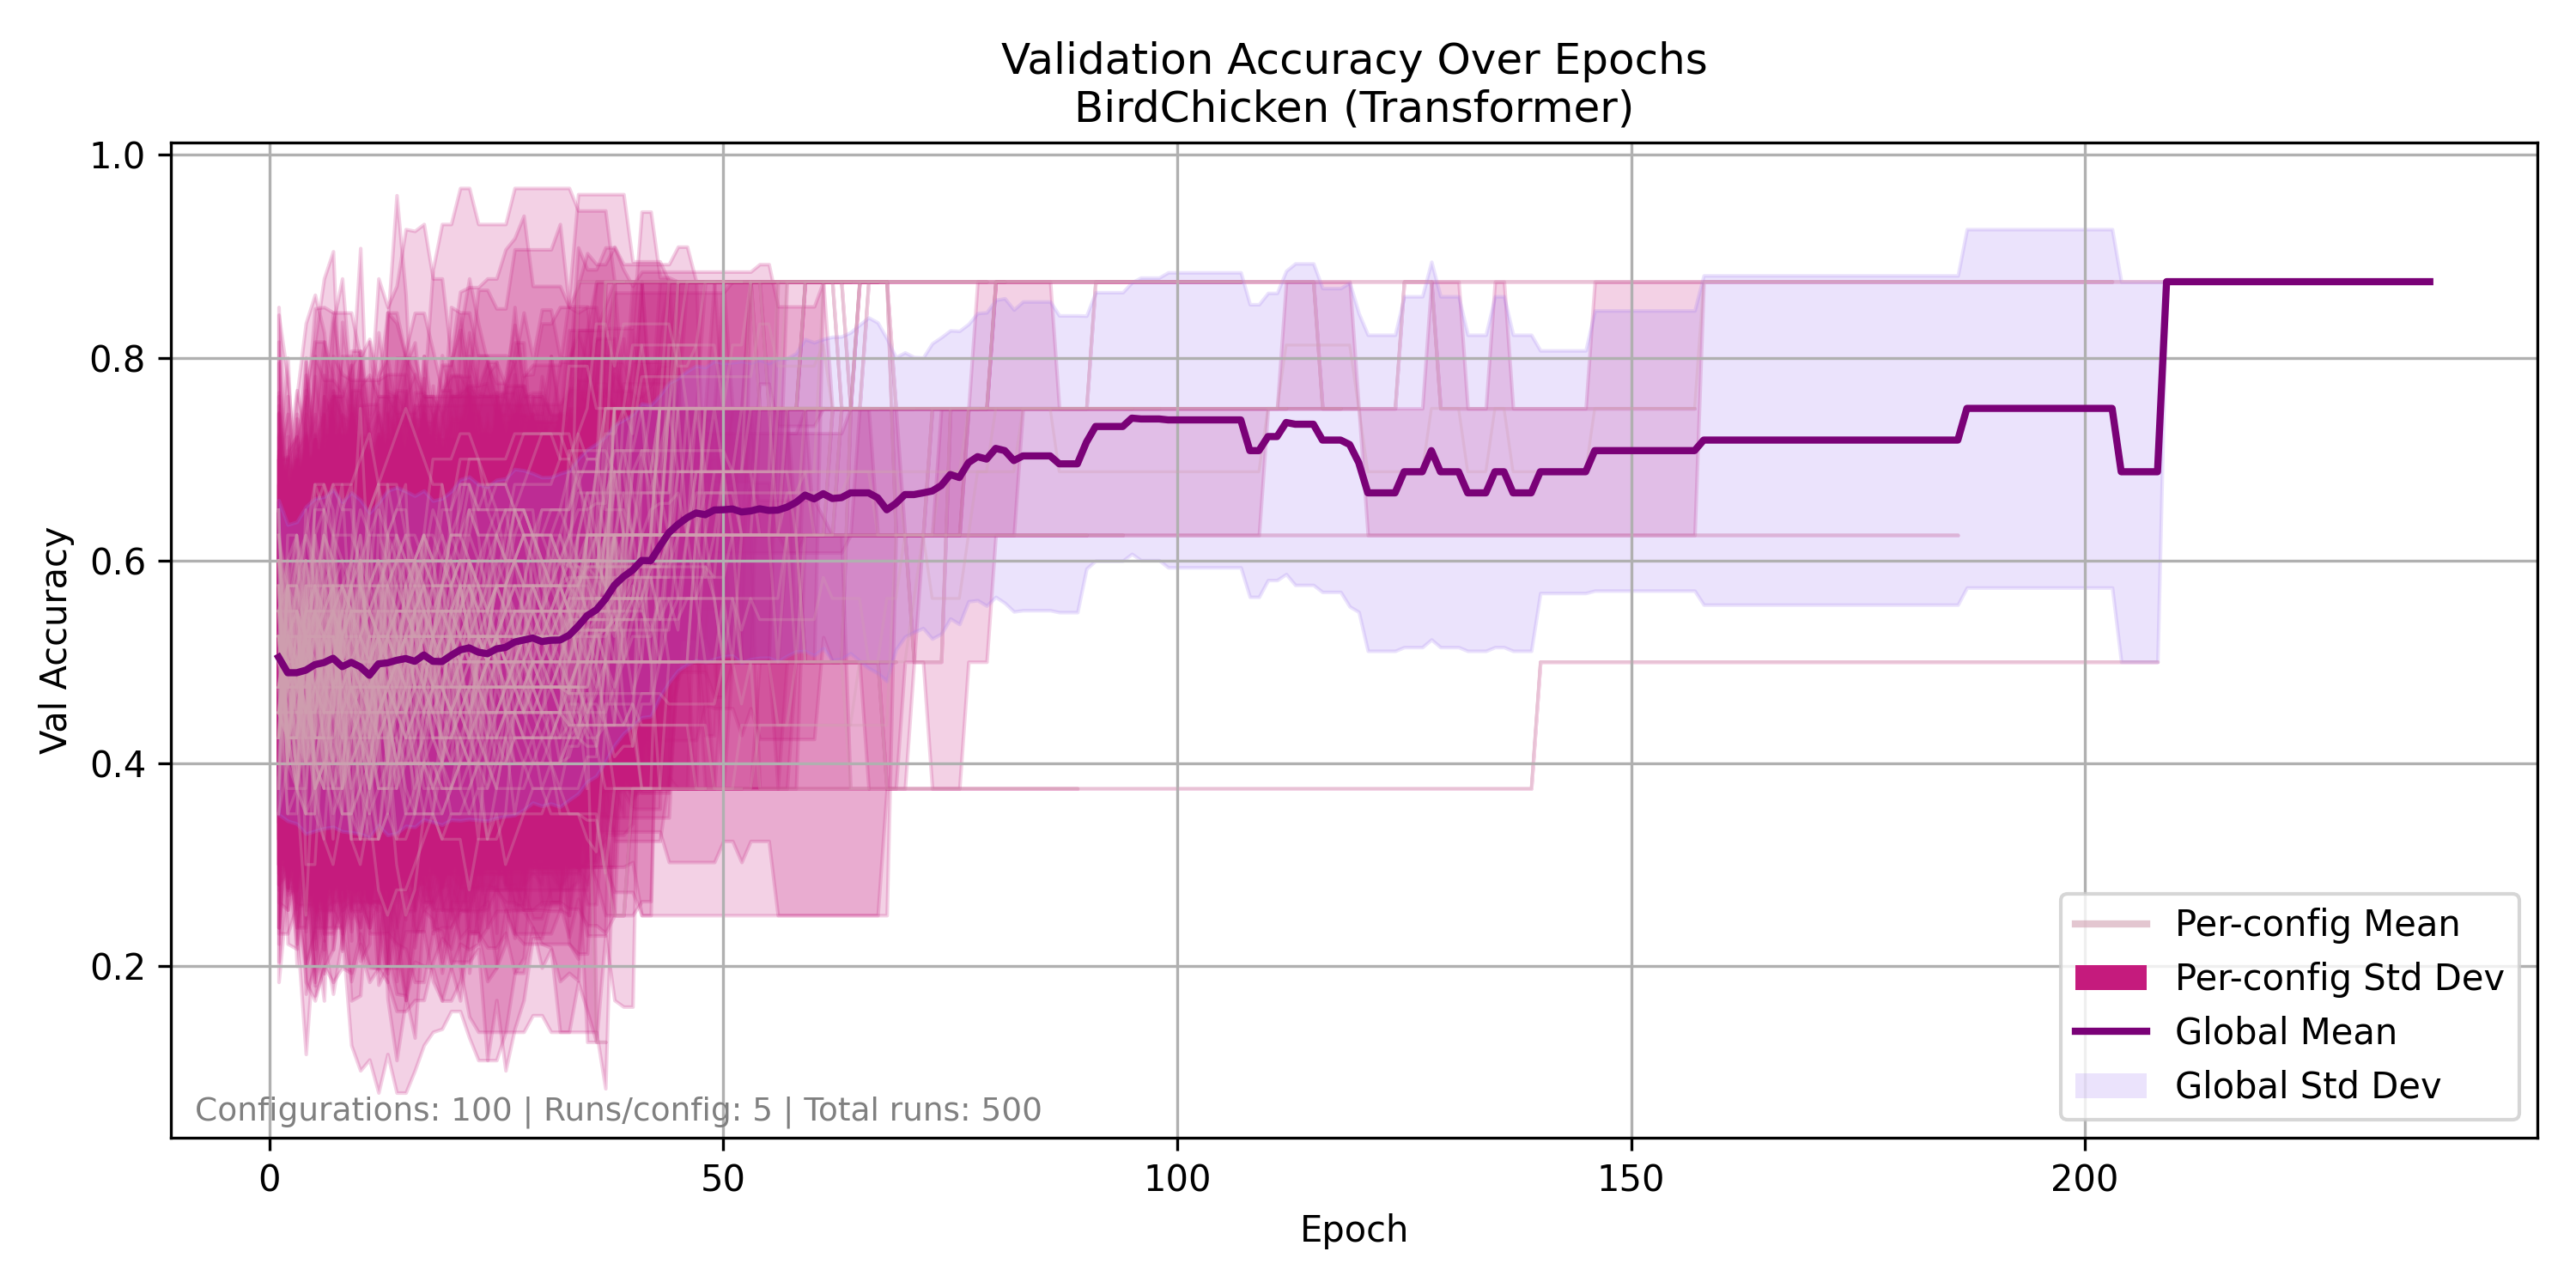 Validation Accuracy Over Epochs
BirdChicken (Transformer)
Val Accuracy
1.0
0.8
0.6
0.4
0.2
Configurations: 100 | Runs/config: 5 | Total runs: 500
Per-config Mean
Per-config Std Dev
Global Mean
Global Std Dev
0 50 100 150 200
Epoch